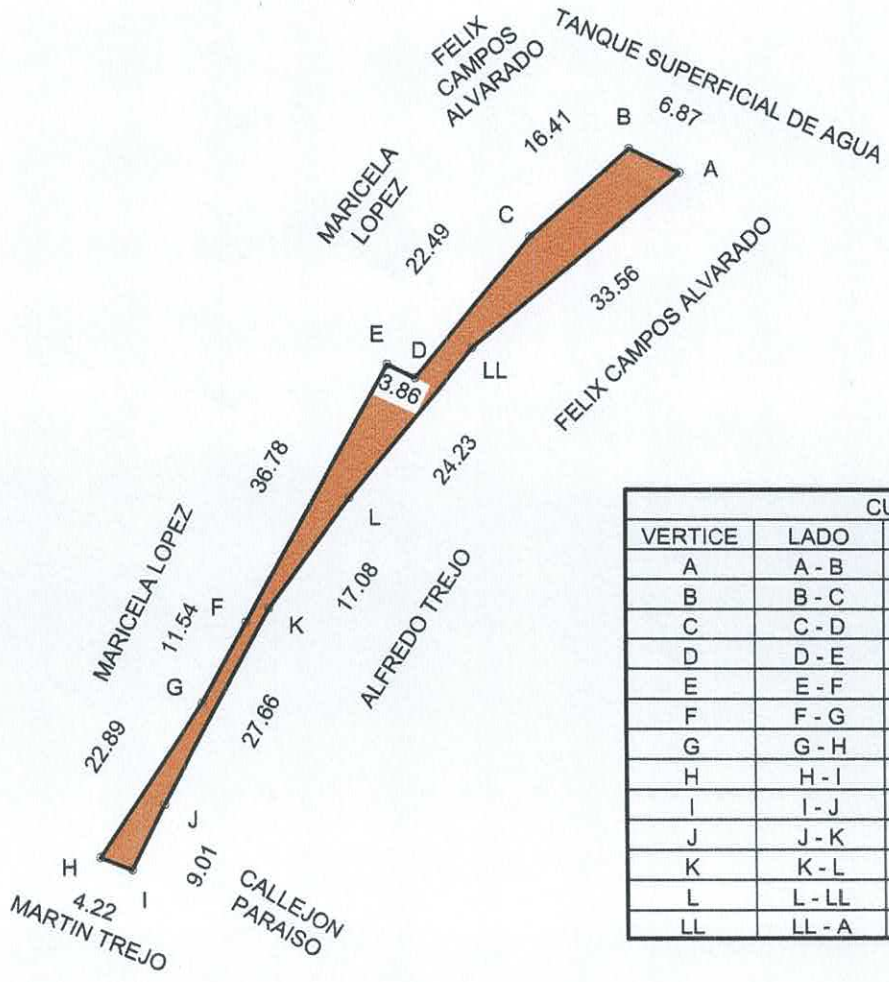 TANQUE SUPERFICIAL DE AGUA
FELIX
CAMPOS
ALVARADO
6.87
B
A
16.41
MARICELA
LOPEZ
22.49
C
33.56
FELIX CAMPOS ALVARADO
E
D
3.86
LL
24.23
36.78
L
MARICELA LOPEZ
11.54
F
K
17.08
ALFREDO TREJO
G
27.66
22.89
J
H
I
9.01
4.22
CALLEJON
PARAISO
MARTIN TREJO
CU
VERTICE LADO
A A - B
B B - C
C C - D
D D - E
E E - F
F F - G
G G - H
H H - I
I I - J
J J - K
K K - L
L L - LL
LL LL - A